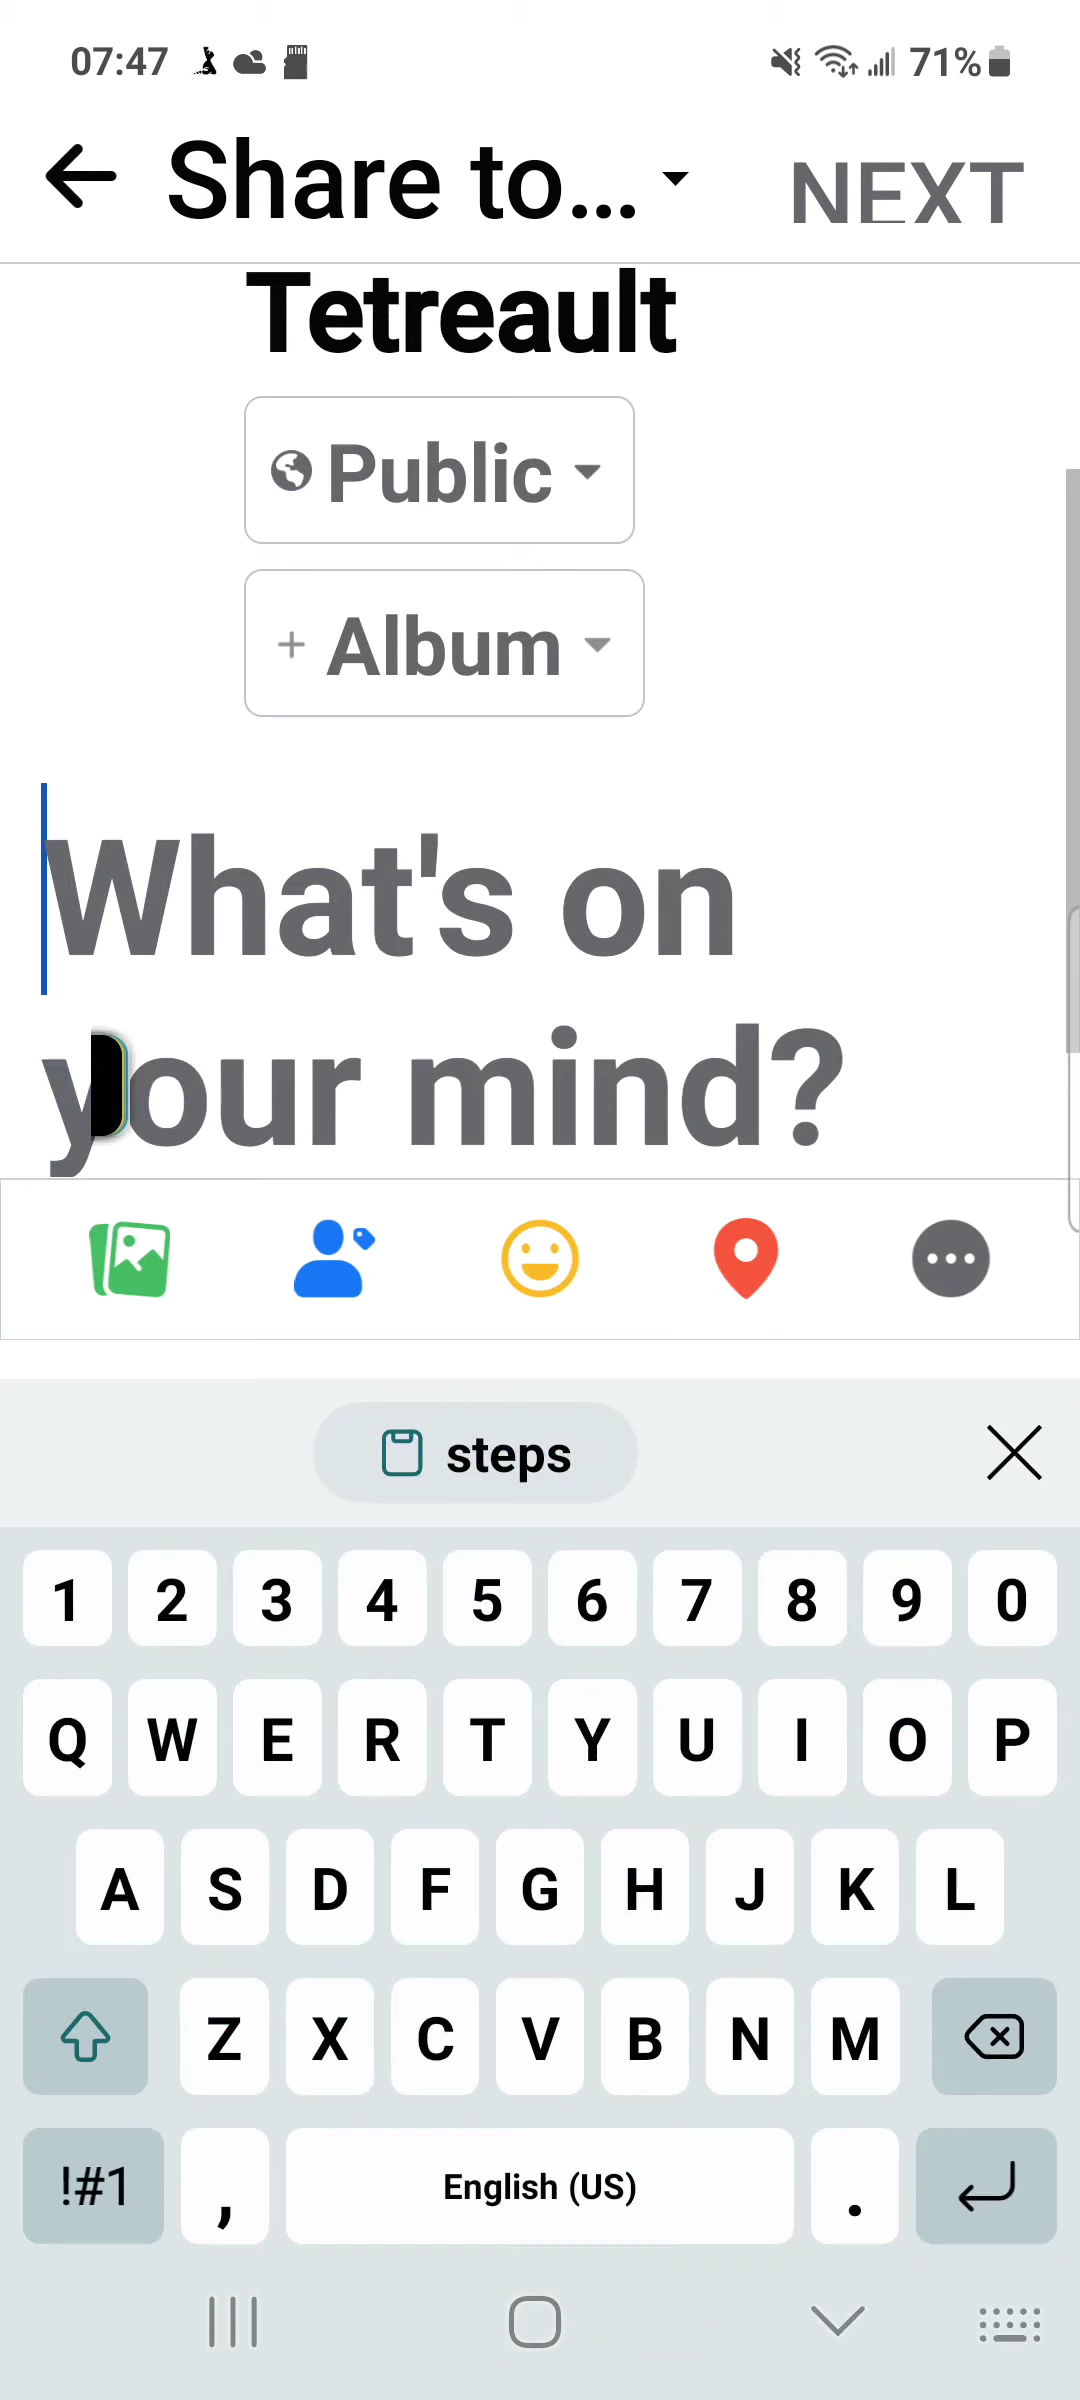 07:47 71%
Share to... NEXT
Tetreault
Public
+ Album
What's on
your mind?
steps
1 2 3 4 5 6 7 8 9 0
Q W E R T Y U I O P
A S D F G H J K L
Z X C V B N M
!#1 , English (US) .